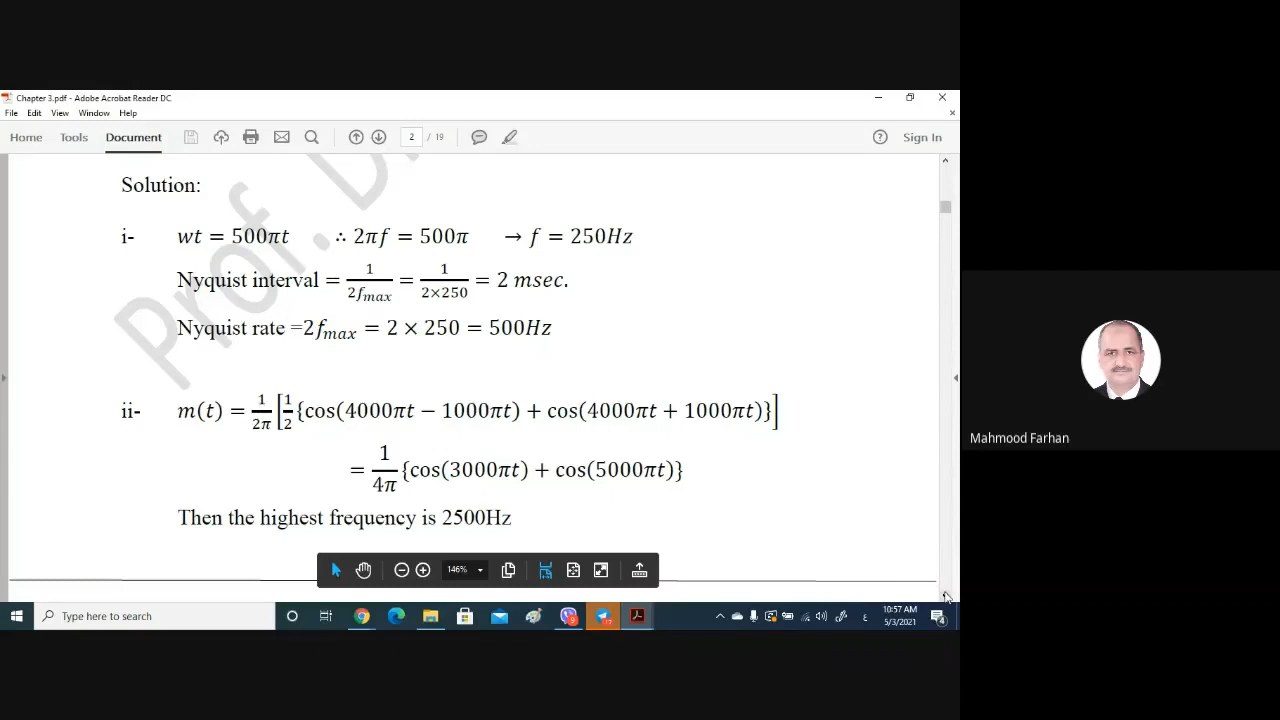 Chapter 3.pdf - Adobe Acrobat Reader DC
File Edit View Window Help
Home Tools Document 2 / 19 Sign In
Prof. D
Solution:
i- wt = 500πt ∴ 2πf = 500π → f = 250Hz
Nyquist interval = 1/(2f_max) = 1/(2×250) = 2 msec.
Nyquist rate =2f_max = 2 × 250 = 500Hz
ii- m(t) = 1/(2π) [1/2 {cos(4000πt − 1000πt) + cos(4000πt + 1000πt)}]
= 1/(4π) {cos(3000πt) + cos(5000πt)}
Then the highest frequency is 2500Hz
146%
Mahmood Farhan
Type here to search
10:57 AM
5/3/2021
ع
4